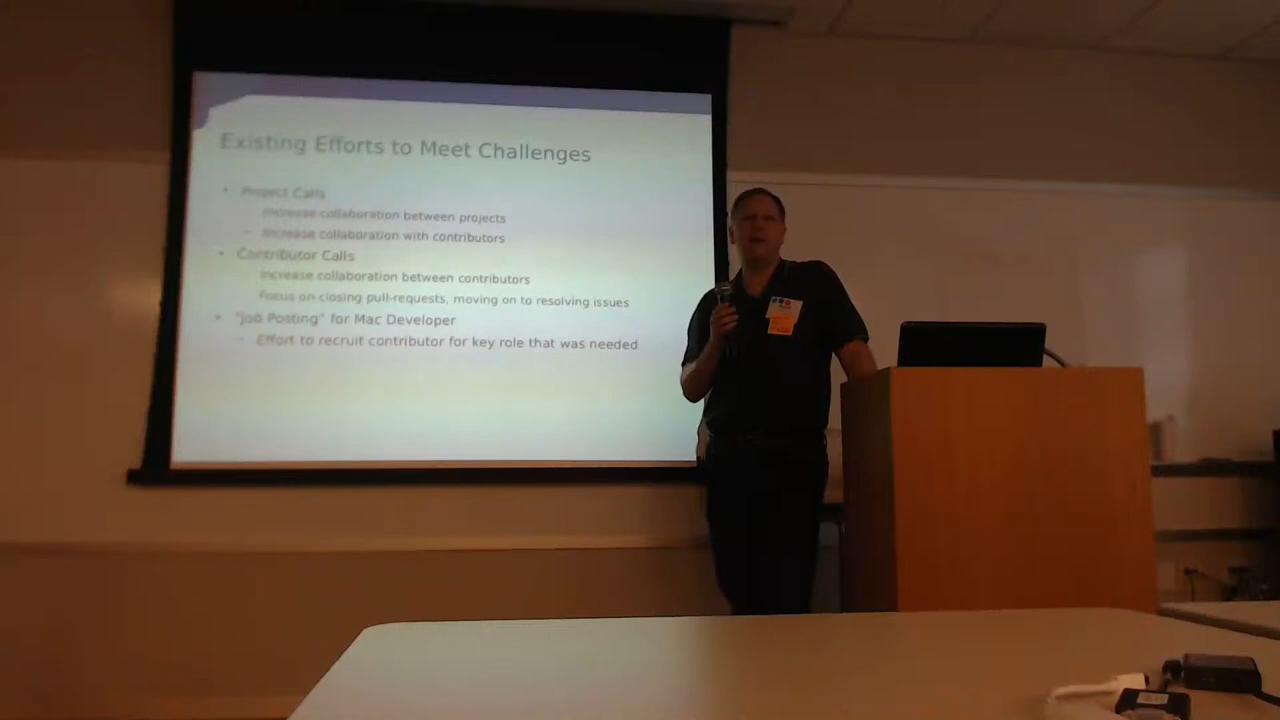 Existing Efforts to Meet Challenges
• Project Calls
Increase collaboration between projects
– Increase collaboration with contributors
• Contributor Calls
Increase collaboration between contributors
Focus on closing pull-requests, moving on to resolving issues
• "Job Posting" for Mac Developer
– Effort to recruit contributor for key role that was needed